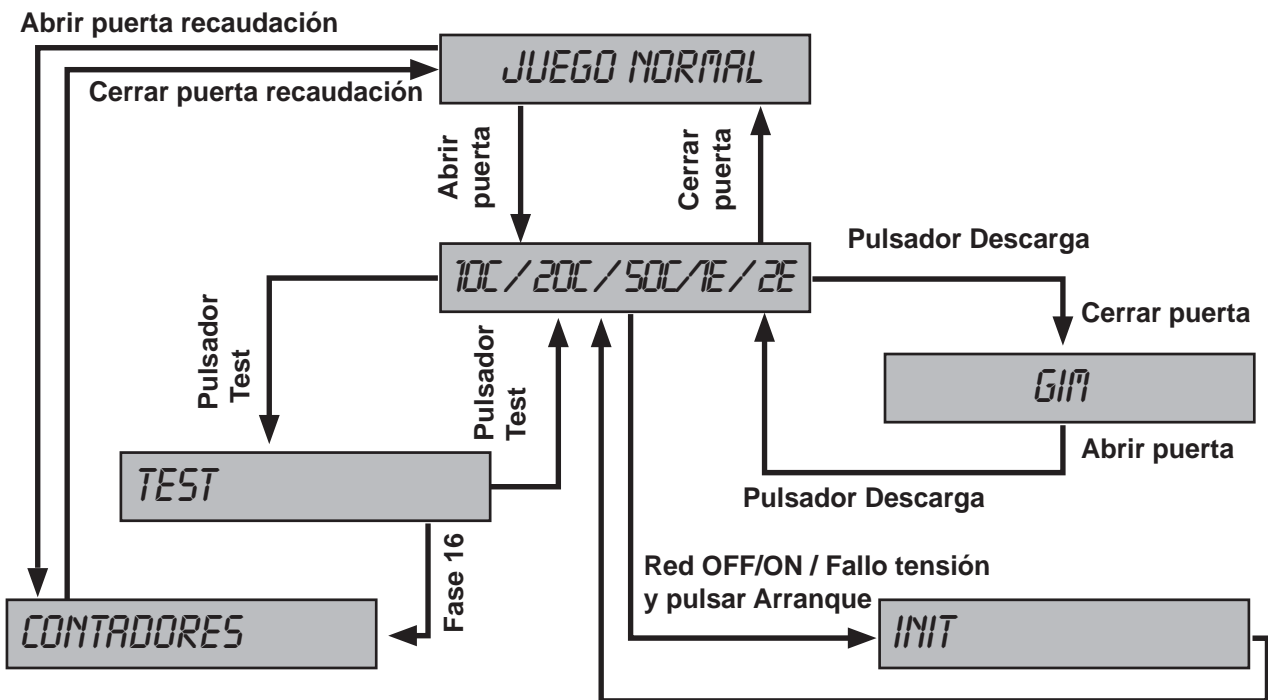 Abrir puerta recaudación
JUEGO NORMAL
Cerrar puerta recaudación
Abrir
puerta
Cerrar
puerta
Pulsador Descarga
10C / 20C / 50C/1E / 2E
Cerrar puerta
Pulsador
Test
Pulsador
Test
GIM
Abrir puerta
TEST
Pulsador Descarga
Fase 16
Red OFF/ON / Fallo tensión
y pulsar Arranque
CONTADORES
INIT